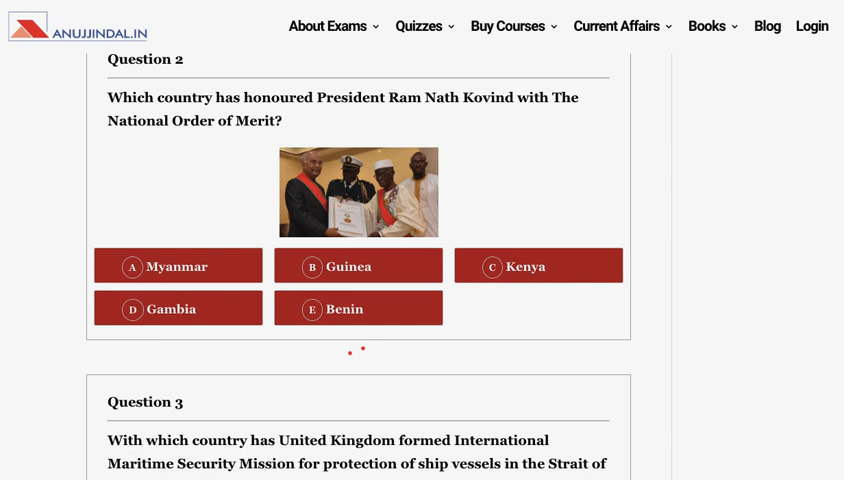 ANUJJINDAL.IN
About Exams Quizzes Buy Courses Current Affairs Books Blog Login
Question 2
Which country has honoured President Ram Nath Kovind with The
National Order of Merit?
A Myanmar
B Guinea
C Kenya
D Gambia
E Benin
Question 3
With which country has United Kingdom formed International
Maritime Security Mission for protection of ship vessels in the Strait of